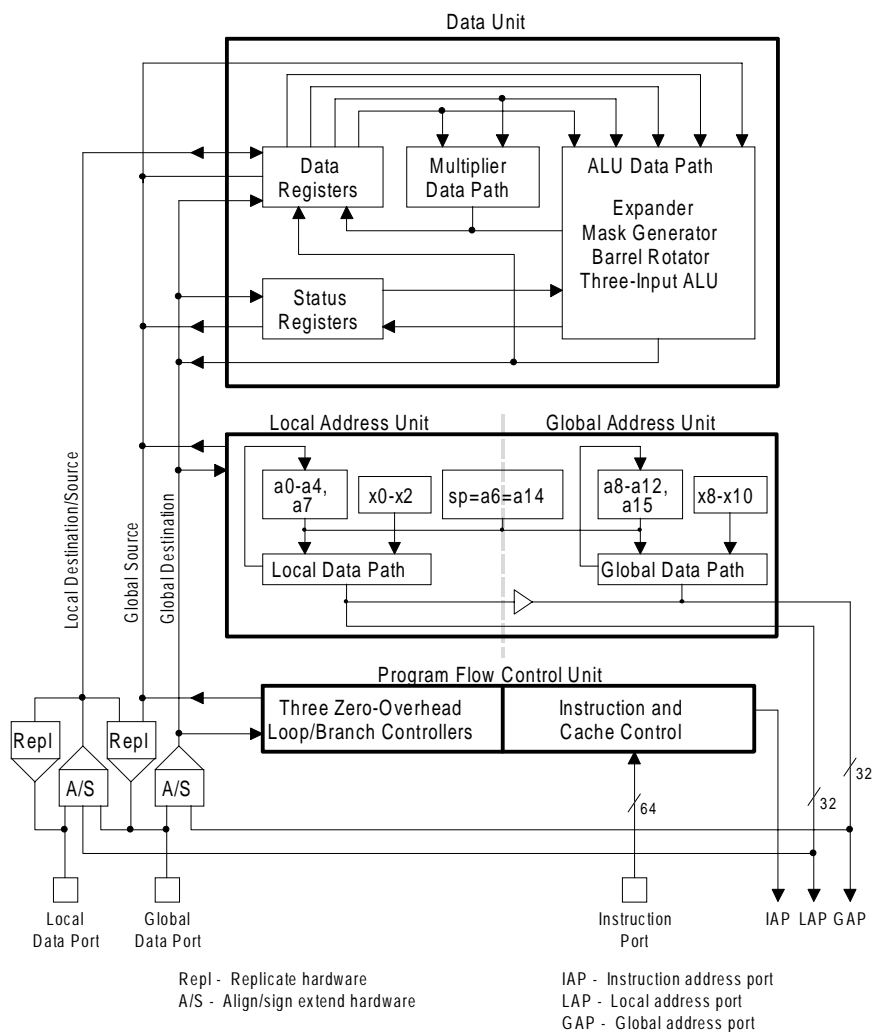 Data Unit
Data
Registers
Multiplier
Data Path
ALU Data Path
Expander
Mask Generator
Barrel Rotator
Three-Input ALU
Status
Registers
Local Destination/Source
Global Source
Global Destination
Local Address Unit
Global Address Unit
a0-a4,
a7
x0-x2
sp=a6=a14
a8-a12,
a15
x8-x10
Local Data Path
Global Data Path
Program Flow Control Unit
Three Zero-Overhead
Loop/Branch Controllers
Instruction and
Cache Control
Repl
Repl
A/S
A/S
64
32
32
Local
Data Port
Global
Data Port
Instruction
Port
IAP
LAP
GAP
Repl - Replicate hardware
A/S - Align/sign extend hardware
IAP - Instruction address port
LAP - Local address port
GAP - Global address port